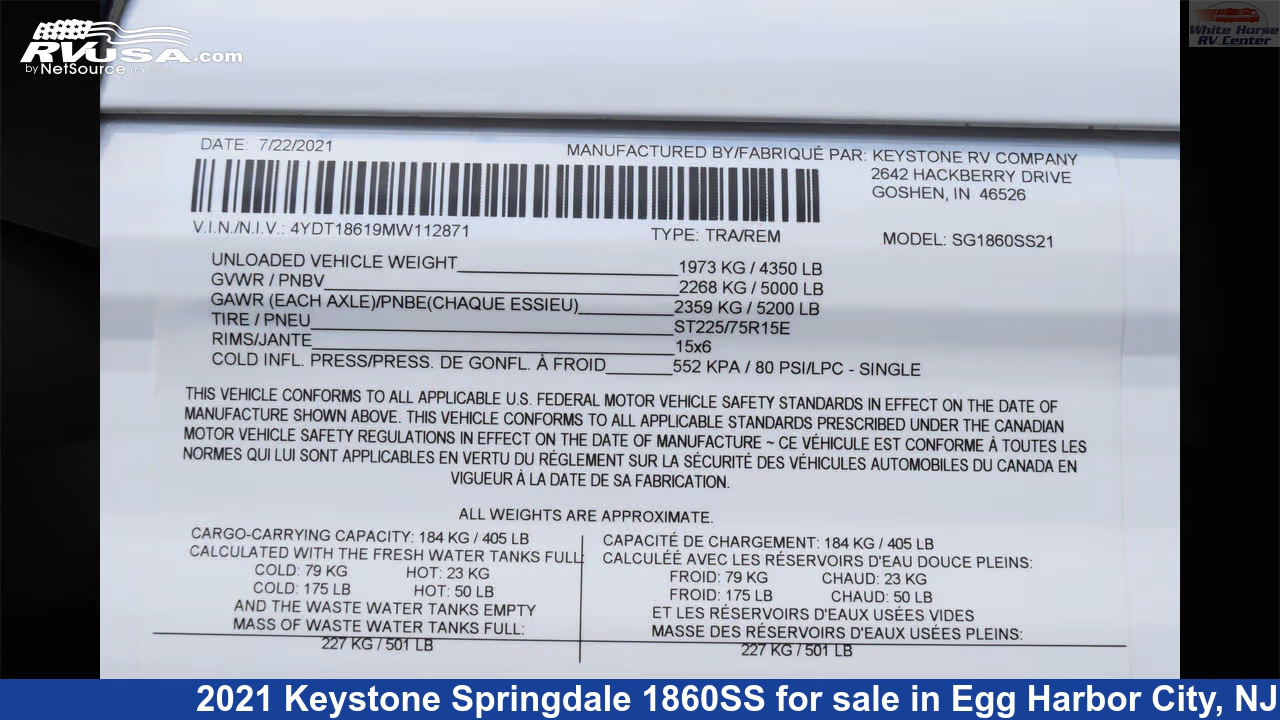 RVUSA.com
by NetSource Media
White Horse
RV Center
DATE: 7/22/2021
MANUFACTURED BY/FABRIQUÉ PAR: KEYSTONE RV COMPANY
2642 HACKBERRY DRIVE
GOSHEN, IN 46526
V.I.N./N.I.V.: 4YDT18619MW112871
TYPE: TRA/REM
MODEL: SG1860SS21
UNLOADED VEHICLE WEIGHT 1973 KG / 4350 LB
GVWR / PNBV 2268 KG / 5000 LB
GAWR (EACH AXLE)/PNBE(CHAQUE ESSIEU) 2359 KG / 5200 LB
TIRE / PNEU ST225/75R15E
RIMS/JANTE 15x6
COLD INFL. PRESS/PRESS. DE GONFL. À FROID 552 KPA / 80 PSI/LPC - SINGLE
THIS VEHICLE CONFORMS TO ALL APPLICABLE U.S. FEDERAL MOTOR VEHICLE SAFETY STANDARDS IN EFFECT ON THE DATE OF
MANUFACTURE SHOWN ABOVE. THIS VEHICLE CONFORMS TO ALL APPLICABLE STANDARDS PRESCRIBED UNDER THE CANADIAN
MOTOR VEHICLE SAFETY REGULATIONS IN EFFECT ON THE DATE OF MANUFACTURE ~ CE VÉHICULE EST CONFORME À TOUTES LES
NORMES QUI LUI SONT APPLICABLES EN VERTU DU RÉGLEMENT SUR LA SÉCURITÉ DES VÉHICULES AUTOMOBILES DU CANADA EN
VIGUEUR À LA DATE DE SA FABRICATION.
ALL WEIGHTS ARE APPROXIMATE.
CARGO-CARRYING CAPACITY: 184 KG / 405 LB
CALCULATED WITH THE FRESH WATER TANKS FULL:
COLD: 79 KG HOT: 23 KG
COLD: 175 LB HOT: 50 LB
AND THE WASTE WATER TANKS EMPTY
MASS OF WASTE WATER TANKS FULL:
227 KG / 501 LB
CAPACITÉ DE CHARGEMENT: 184 KG / 405 LB
CALCULÉÉ AVEC LES RÉSERVOIRS D'EAU DOUCE PLEINS:
FROID: 79 KG CHAUD: 23 KG
FROID: 175 LB CHAUD: 50 LB
ET LES RÉSERVOIRS D'EAUX USÉES VIDES
MASSE DES RÉSERVOIRS D'EAUX USÉES PLEINS:
227 KG / 501 LB
2021 Keystone Springdale 1860SS for sale in Egg Harbor City, NJ